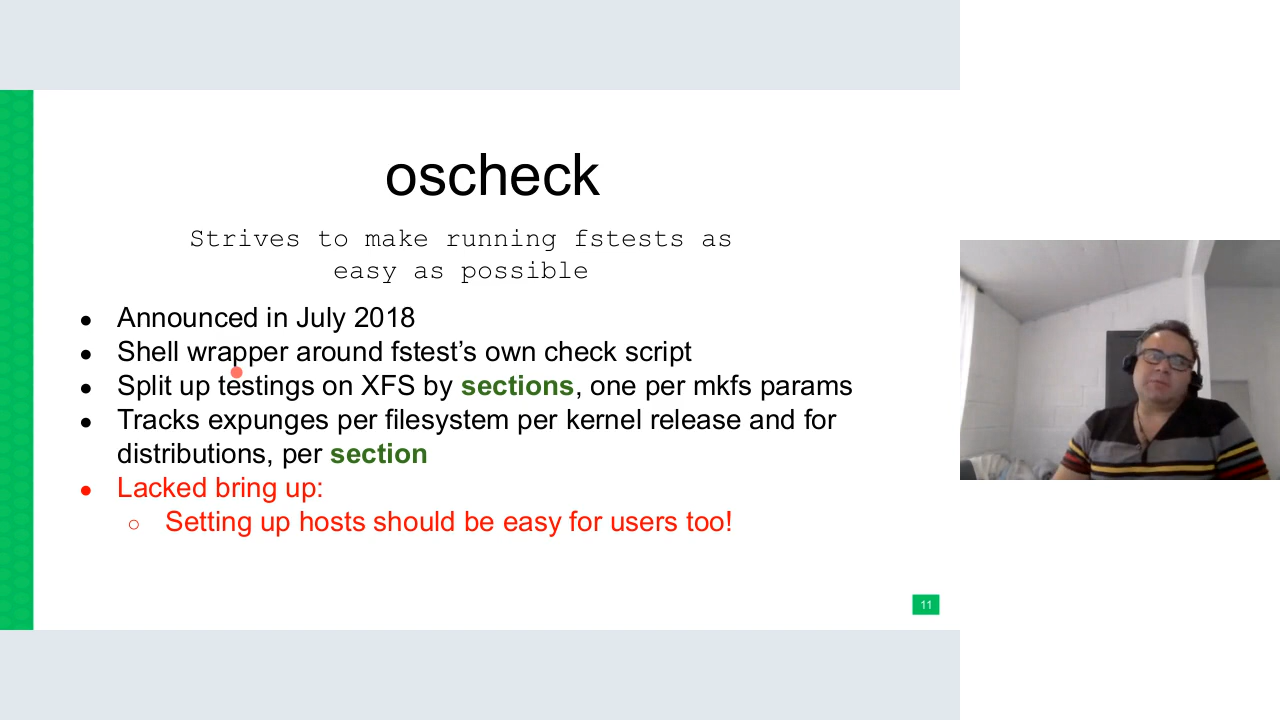 oscheck
Strives to make running fstests as
easy as possible
● Announced in July 2018
● Shell wrapper around fstest’s own check script
● Split up testings on XFS by sections, one per mkfs params
● Tracks expunges per filesystem per kernel release and for
distributions, per section
● Lacked bring up:
○ Setting up hosts should be easy for users too!
11